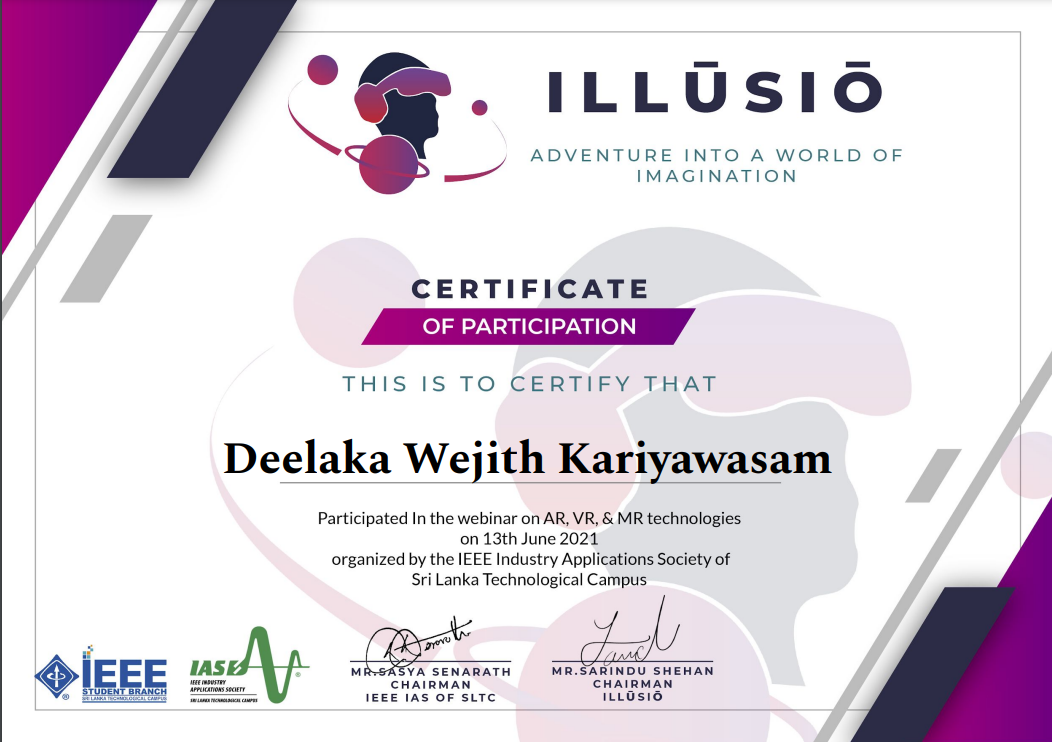 ILLŪSIŌ
ADVENTURE INTO A WORLD OF
IMAGINATION
CERTIFICATE
OF PARTICIPATION
THIS IS TO CERTIFY THAT
Deelaka Wejith Kariyawasam
Participated In the webinar on AR, VR, & MR technologies
on 13th June 2021
organized by the IEEE Industry Applications Society of
Sri Lanka Technological Campus
IEEE
STUDENT BRANCH
SRI LANKA TECHNOLOGICAL CAMPUS
®
IAS
IEEE INDUSTRY
APPLICATIONS SOCIETY
SRI LANKA TECHNOLOGICAL CAMPUS
®
MR.SASYA SENARATH
CHAIRMAN
IEEE IAS OF SLTC
MR.SARINDU SHEHAN
CHAIRMAN
ILLŪSIŌ